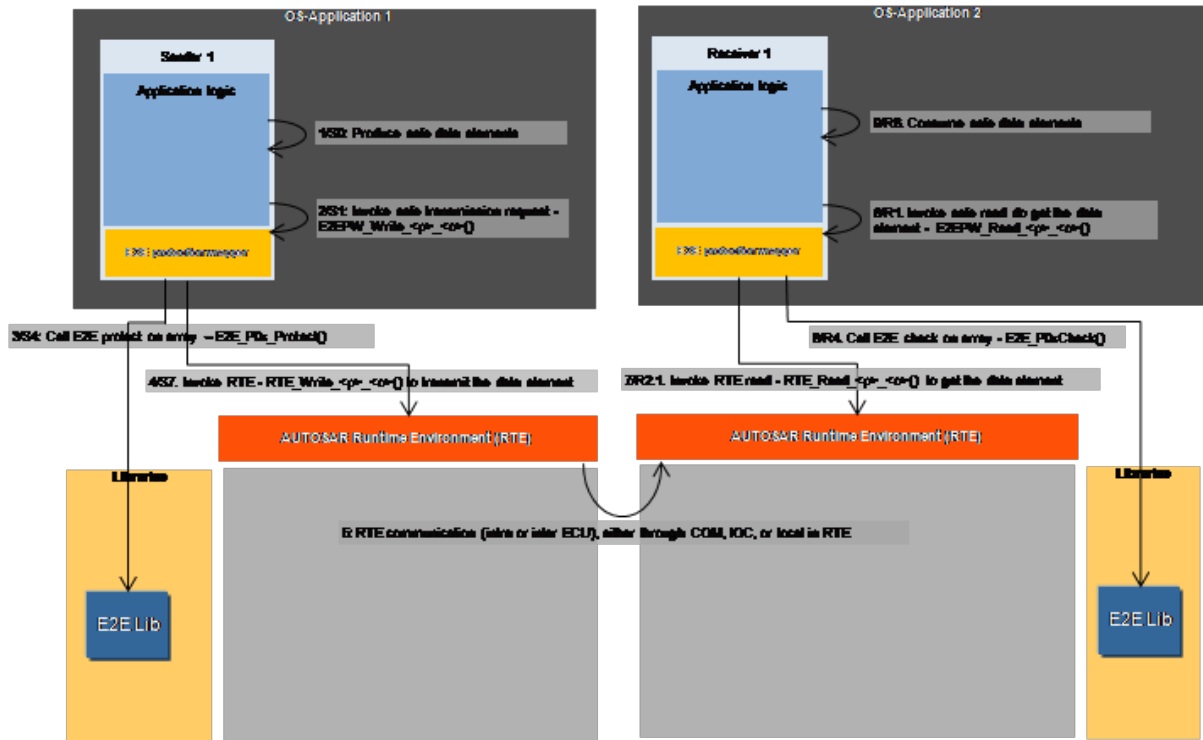 OS-Application 1
OS-Application 2
Sender 1
Receiver 1
Application logic
Application logic
1/S0: Produce safe data elements
9/R8. Consume safe data elements
2/S1: Invoke safe transmission request -
E2EPW_Write_<p>_<o>()
6/R1. Invoke safe read do get the data
element - E2EPW_Read_<p>_<o>()
E2E protection wrapper
E2E protection wrapper
3/S4: Call E2E protect on array – E2E_P0x_Protect()
8/R4. Call E2E check on array - E2E_P0xCheck()
4/S7. Invoke RTE - RTE_Write_<p>_<o>() to transmit the data element
7/R2.1. Invoke RTE read - RTE_Read_<p>_<o>() to get the data element
AUTOSAR Runtime Environment (RTE)
AUTOSAR Runtime Environment (RTE)
Libraries
Libraries
5: RTE communication (intra or inter ECU), either through COM, IOC, or local in RTE
E2E Lib
E2E Lib